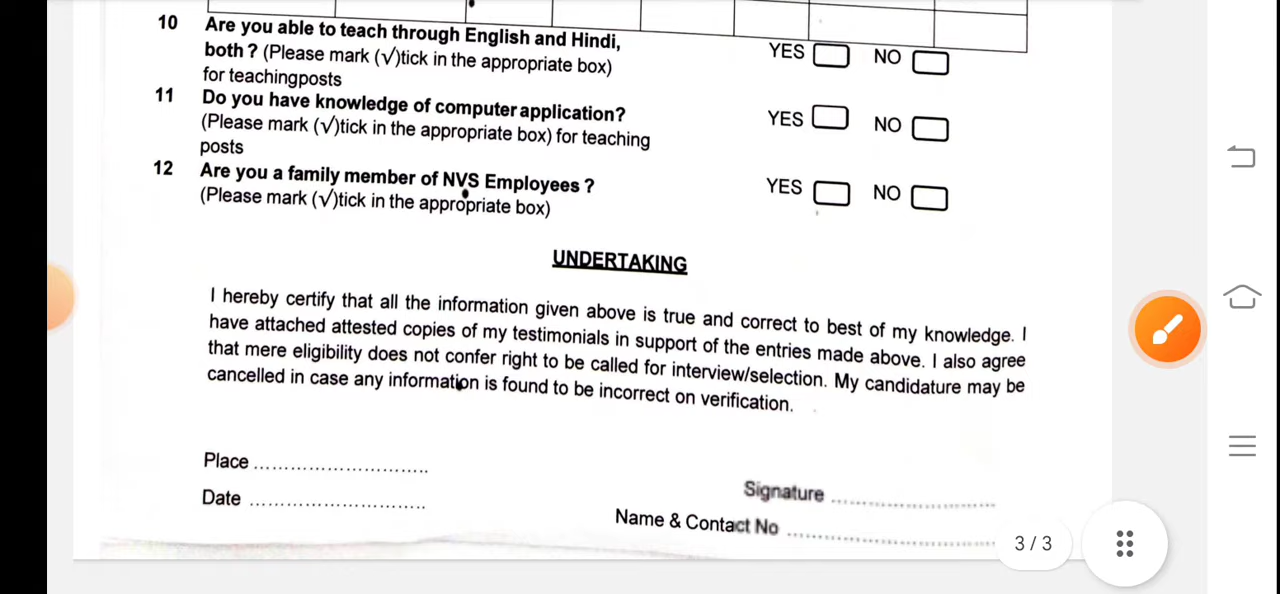 10 Are you able to teach through English and Hindi, YES NO
both ? (Please mark (√)tick in the appropriate box)
for teachingposts
11 Do you have knowledge of computer application? YES NO
(Please mark (√)tick in the appropriate box) for teaching
posts
12 Are you a family member of NVS Employees ? YES NO
(Please mark (√)tick in the appropriate box)
UNDERTAKING
I hereby certify that all the information given above is true and correct to best of my knowledge. I
have attached attested copies of my testimonials in support of the entries made above. I also agree
that mere eligibility does not confer right to be called for interview/selection. My candidature may be
cancelled in case any information is found to be incorrect on verification.
Place .............................
Date .............................
Signature ...........................
Name & Contact No ...................................
3 / 3